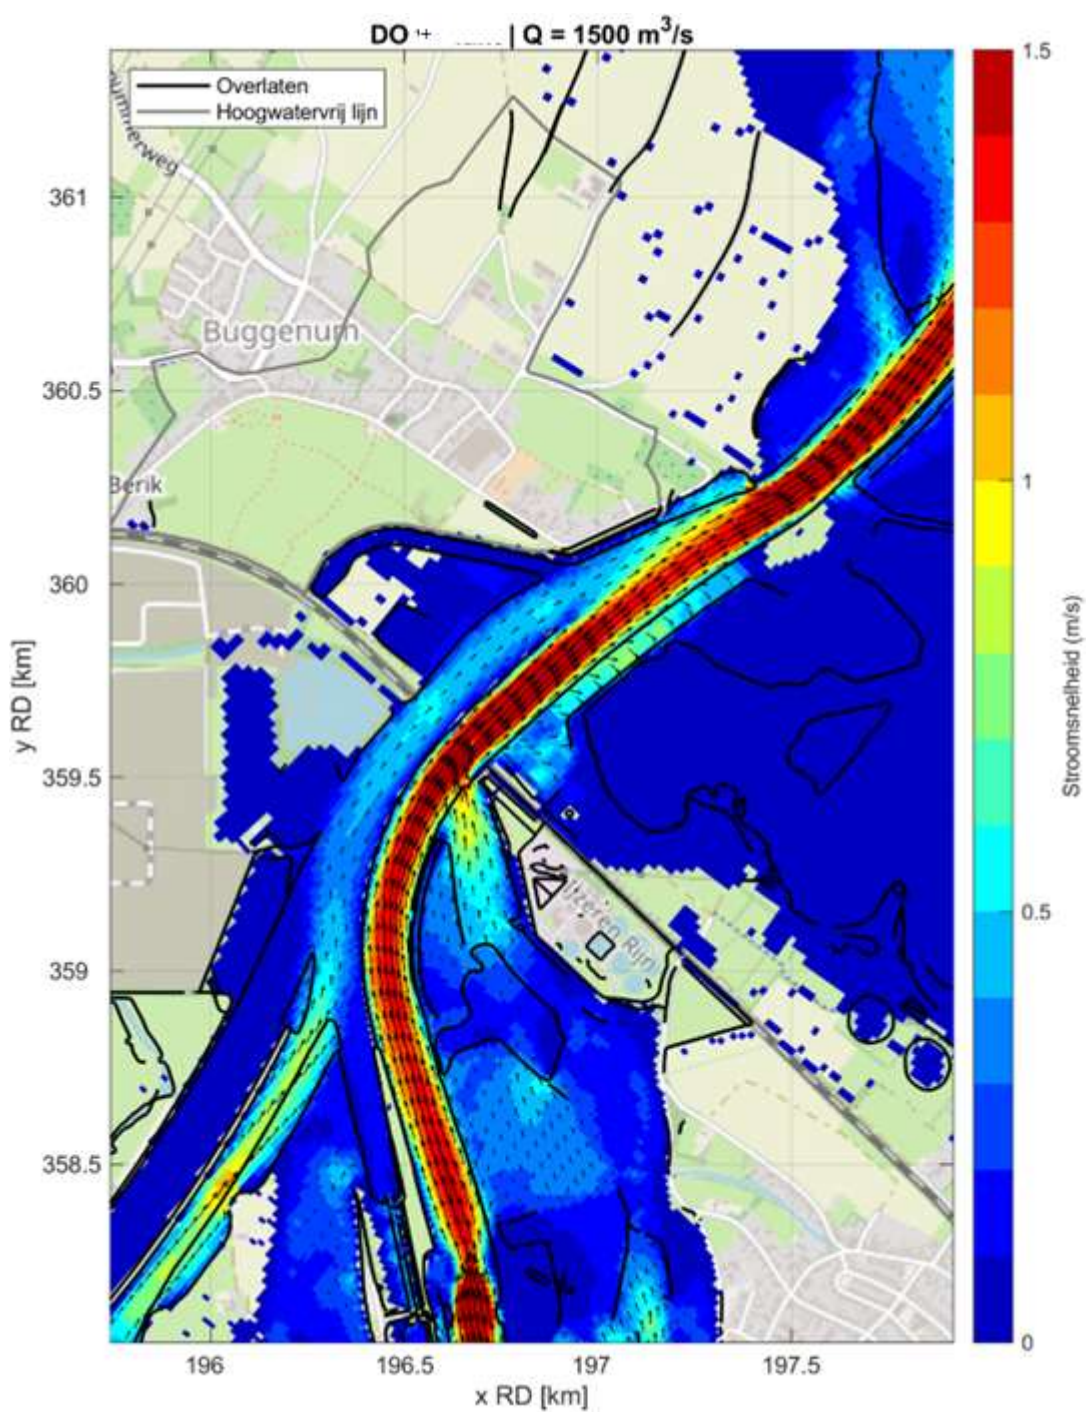 DO | Q = 1500 m³/s
Overlaten
Hoogwatervrij lijn
Buggenum
Berik
IJzeren Rijn
361
360.5
360
359.5
359
358.5
y RD [km]
196
196.5
197
197.5
x RD [km]
1.5
1
0.5
0
Stroomsnelheid (m/s)